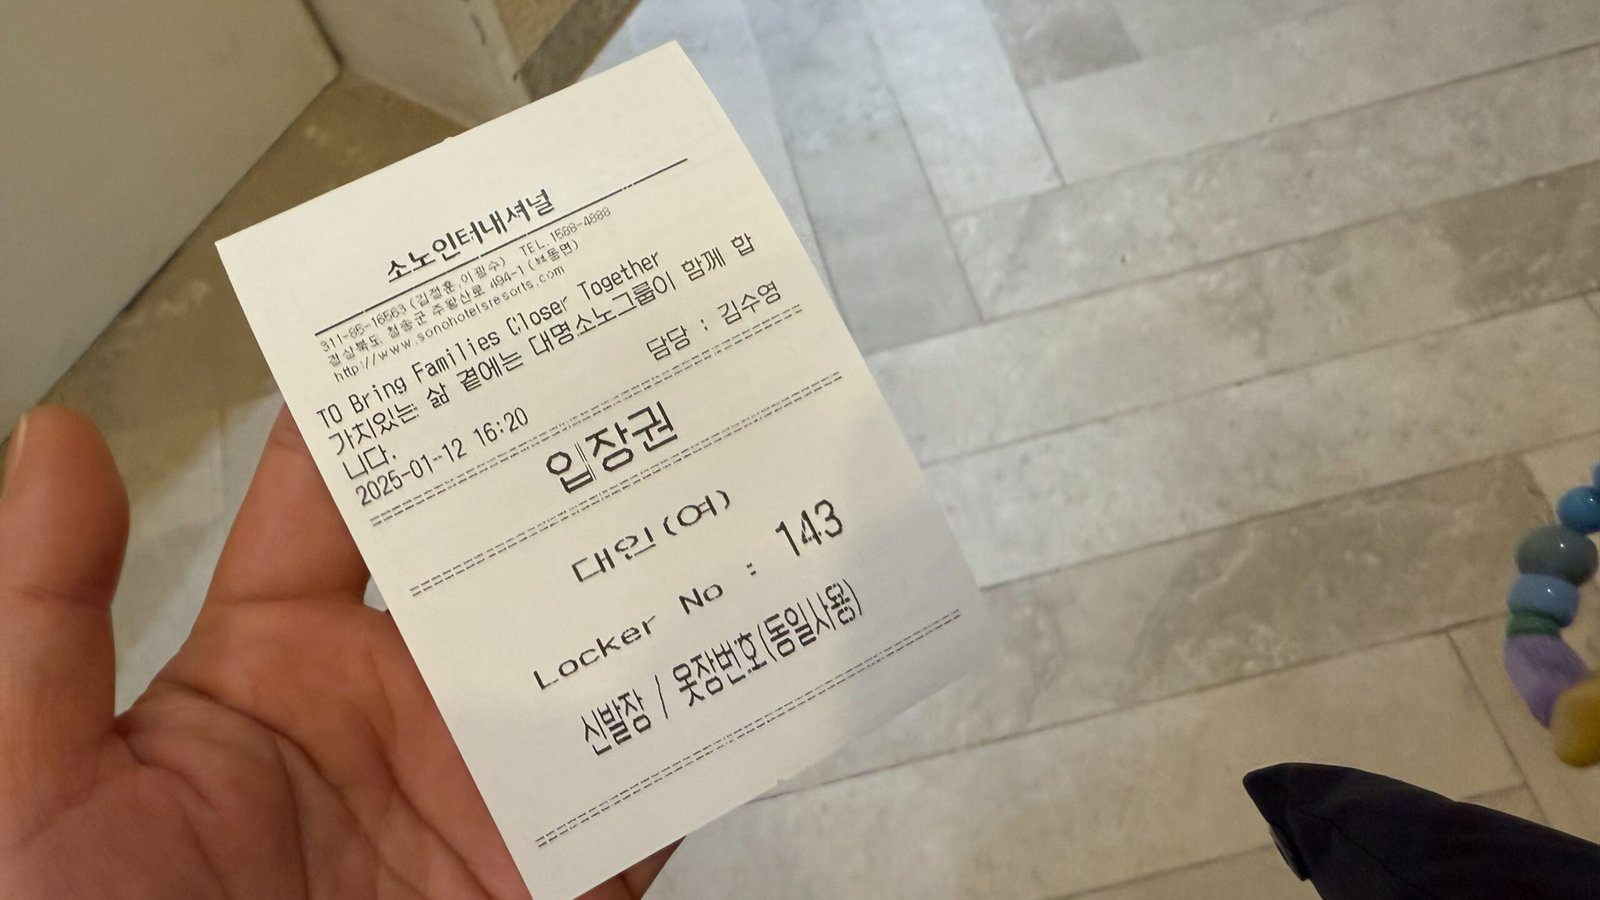 소노인터내셔널
311-85-16563 (김정훈,이필수) TEL.1588-4888
경상북도 청송군 주왕산로 494-1 (동면)
http://www.sonohotelsresorts.com
TO Bring Families Closer Together
가치있는 삶 곁에는 대명소노그룹이 함께 합
니다.
2025-01-12 16:20 담당 : 김수영
입장권
대인(여)
Locker No : 143
신발장 / 옷장번호(동일사용)